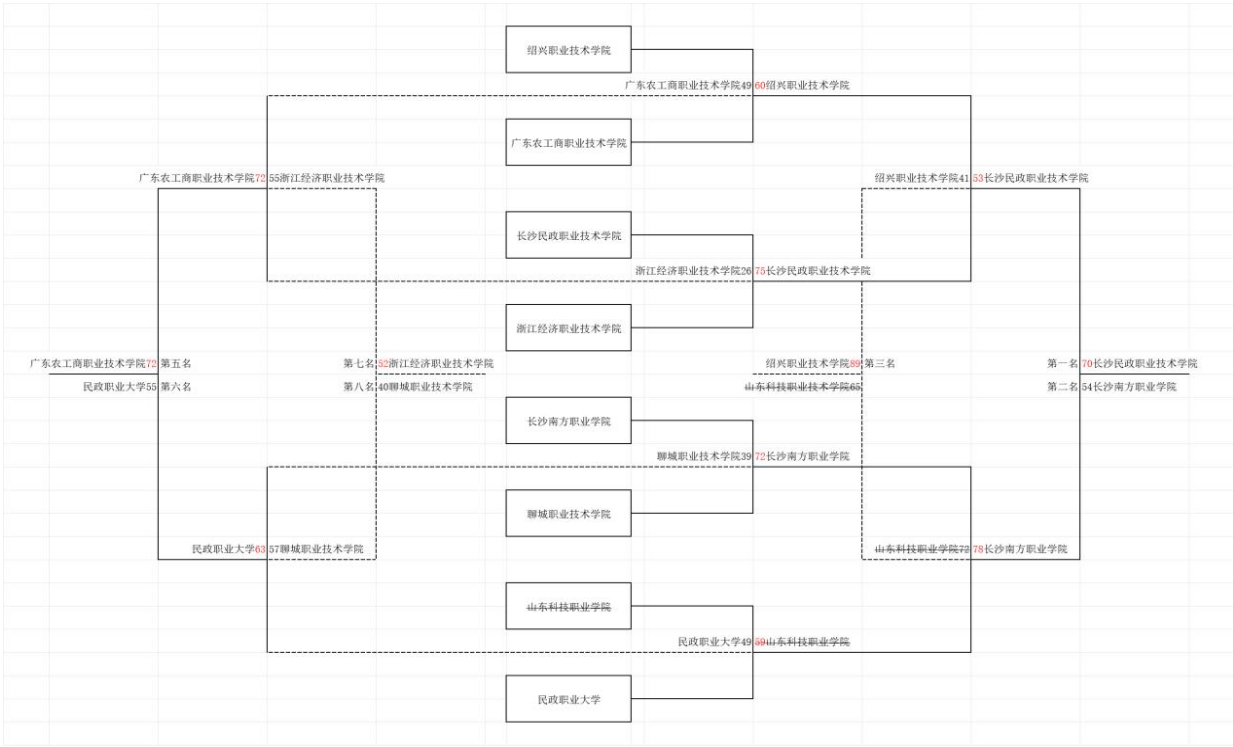 绍兴职业技术学院
广东农工商职业技术学院49 60绍兴职业技术学院
广东农工商职业技术学院
广东农工商职业技术学院72 55浙江经济职业技术学院
绍兴职业技术学院41 53长沙民政职业技术学院
长沙民政职业技术学院
浙江经济职业技术学院26 75长沙民政职业技术学院
浙江经济职业技术学院
广东农工商职业技术学院72 第五名
民政职业大学55 第六名
第七名 52浙江经济职业技术学院
第八名 40聊城职业技术学院
绍兴职业技术学院89 第三名
山东科技职业技术学院65
第一名 70长沙民政职业技术学院
第二名 54长沙南方职业学院
长沙南方职业学院
聊城职业技术学院39 72长沙南方职业学院
聊城职业技术学院
民政职业大学63 57聊城职业技术学院
山东科技职业学院72 78长沙南方职业学院
山东科技职业学院
民政职业大学49 59山东科技职业学院
民政职业大学